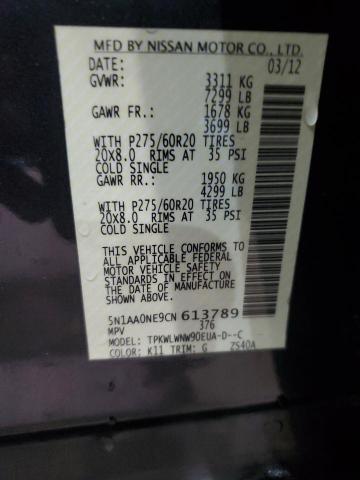 MFD BY NISSAN MOTOR CO., LTD.
DATE: 03/12
GVWR: 3311 KG
7299 LB
GAWR FR.: 1678 KG
3699 LB
WITH P275/60R20 TIRES
20X8.0 RIMS AT 35 PSI
COLD SINGLE
GAWR RR.: 1950 KG
4299 LB
WITH P275/60R20 TIRES
20X8.0 RIMS AT 35 PSI
COLD SINGLE
THIS VEHICLE CONFORMS TO
ALL APPLICABLE FEDERAL
MOTOR VEHICLE SAFETY
STANDARDS IN EFFECT ON
THE DATE OF MANUFACTURE
SHOWN ABOVE.
5N1AA0NE9CN 613789
MPV 376
MODEL: TPKWLWNW90EUA-D--C
COLOR: K11 TRIM: G ZS40A